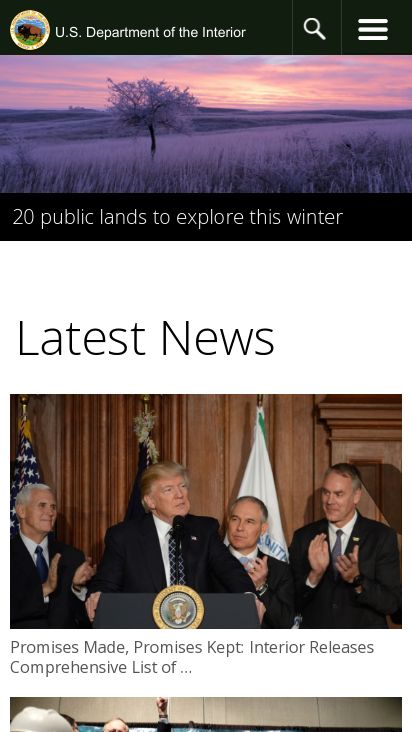 U.S. Department of the Interior
20 public lands to explore this winter
Latest News
Promises Made, Promises Kept: Interior Releases
Comprehensive List of ...